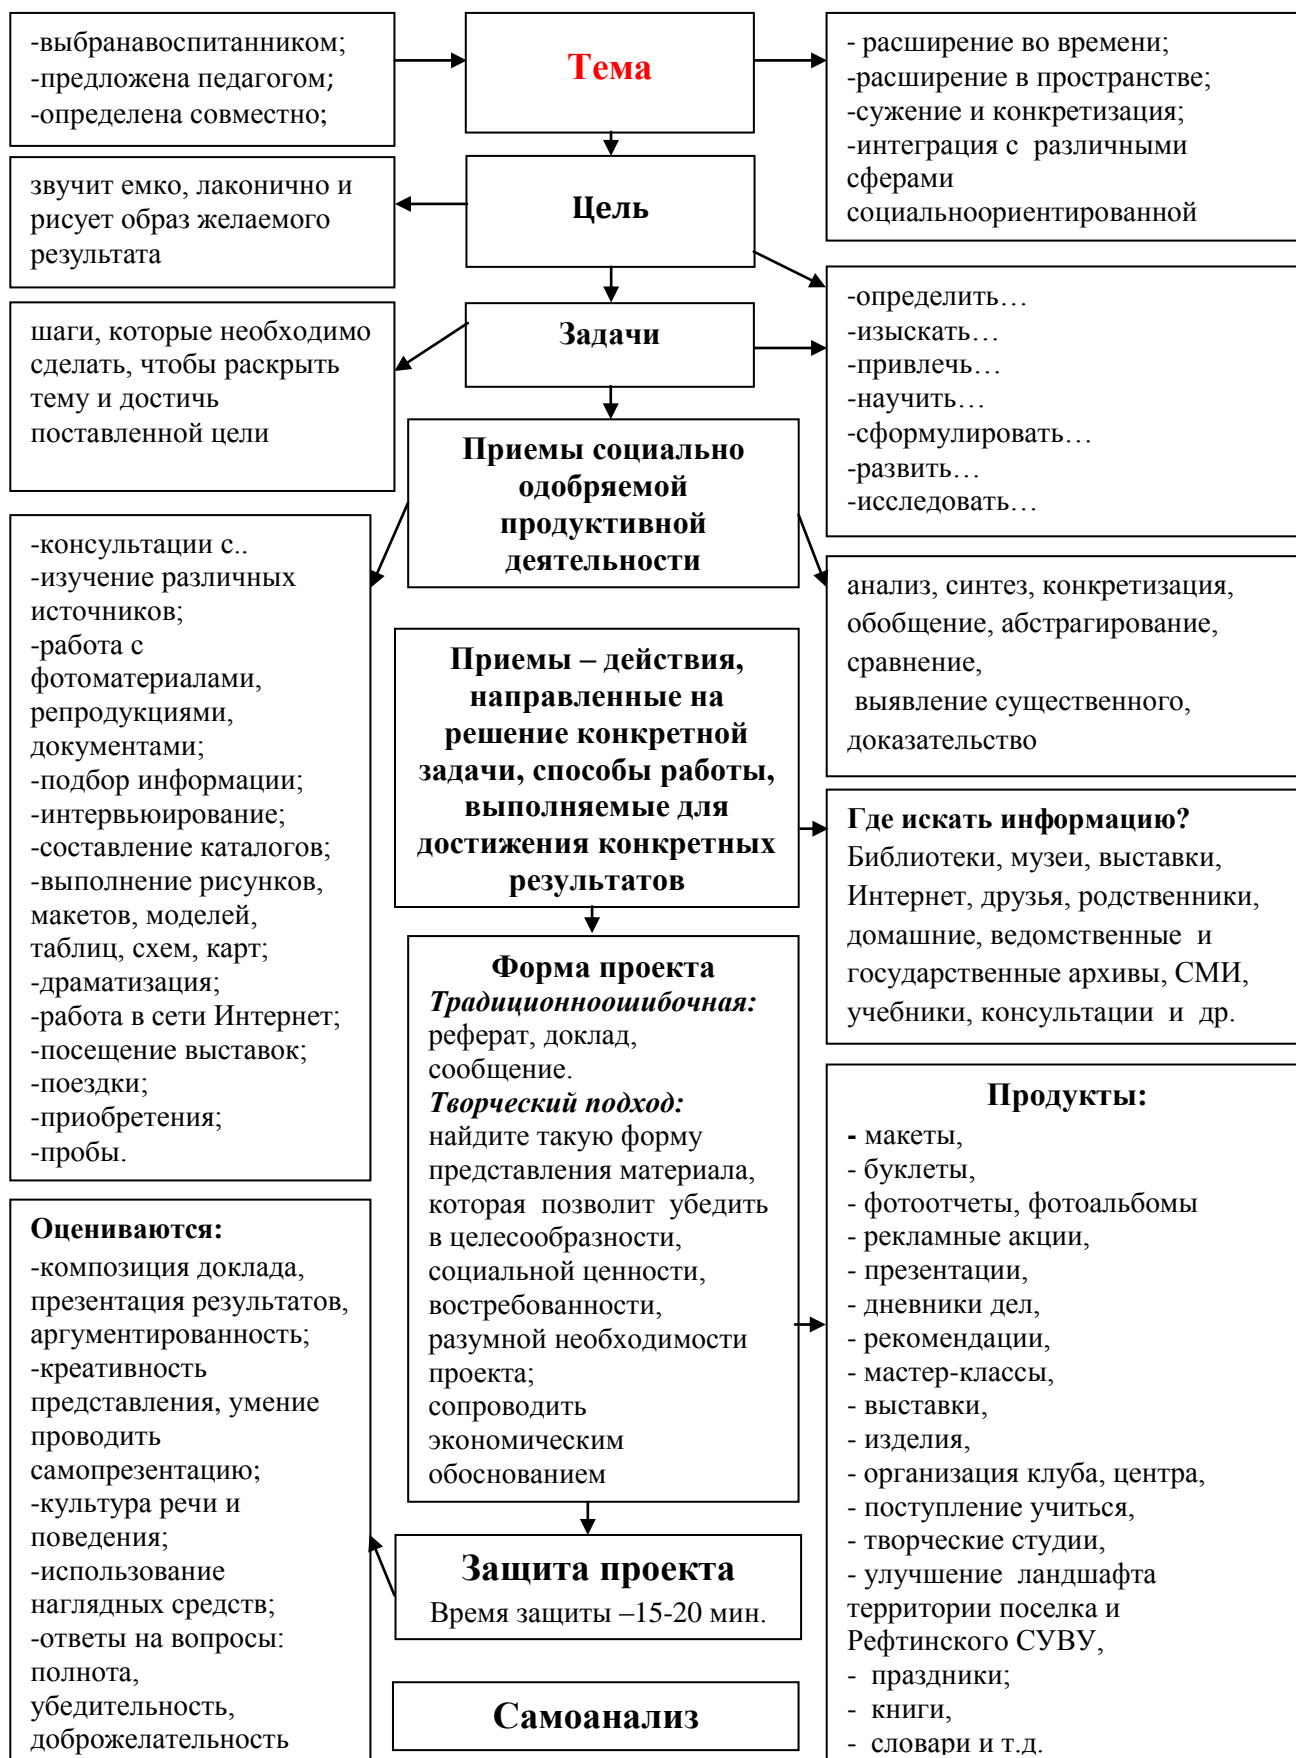 -выбранавоспитанником;
-предложена педагогом;
-определена совместно;
Тема
- расширение во времени;
-расширение в пространстве;
-сужение и конкретизация;
-интеграция с различными
сферами
социальноориентированной
звучит емко, лаконично и
рисует образ желаемого
результата
Цель
шаги, которые необходимо
сделать, чтобы раскрыть
тему и достичь
поставленной цели
Задачи
-определить…
-изыскать…
-привлечь…
-научить…
-сформулировать…
-развить…
-исследовать…
Приемы социально
одобряемой
продуктивной
деятельности
-консультации с..
-изучение различных
источников;
-работа с
фотоматериалами,
репродукциями,
документами;
-подбор информации;
-интервьюирование;
-составление каталогов;
-выполнение рисунков,
макетов, моделей,
таблиц, схем, карт;
-драматизация;
-работа в сети Интернет;
-посещение выставок;
-поездки;
-приобретения;
-пробы.
анализ, синтез, конкретизация,
обобщение, абстрагирование,
сравнение,
выявление существенного,
доказательство
Приемы – действия,
направленные на
решение конкретной
задачи, способы работы,
выполняемые для
достижения конкретных
результатов
Где искать информацию?
Библиотеки, музеи, выставки,
Интернет, друзья, родственники,
домашние, ведомственные и
государственные архивы, СМИ,
учебники, консультации и др.
Форма проекта
Традиционноошибочная:
реферат, доклад,
сообщение.
Творческий подход:
найдите такую форму
представления материала,
которая позволит убедить
в целесообразности,
социальной ценности,
востребованности,
разумной необходимости
проекта;
сопроводить
экономическим
обоснованием
Продукты:
- макеты,
- буклеты,
- фотоотчеты, фотоальбомы
- рекламные акции,
- презентации,
- дневники дел,
- рекомендации,
- мастер-классы,
- выставки,
- изделия,
- организация клуба, центра,
- поступление учиться,
- творческие студии,
- улучшение ландшафта
территории поселка и
Рефтинского СУВУ,
- праздники;
- книги,
- словари и т.д.
Оцениваются:
-композиция доклада,
презентация результатов,
аргументированность;
-креативность
представления, умение
проводить
самопрезентацию;
-культура речи и
поведения;
-использование
наглядных средств;
-ответы на вопросы:
полнота,
убедительность,
доброжелательность
Защита проекта
Время защиты –15-20 мин.
Самоанализ